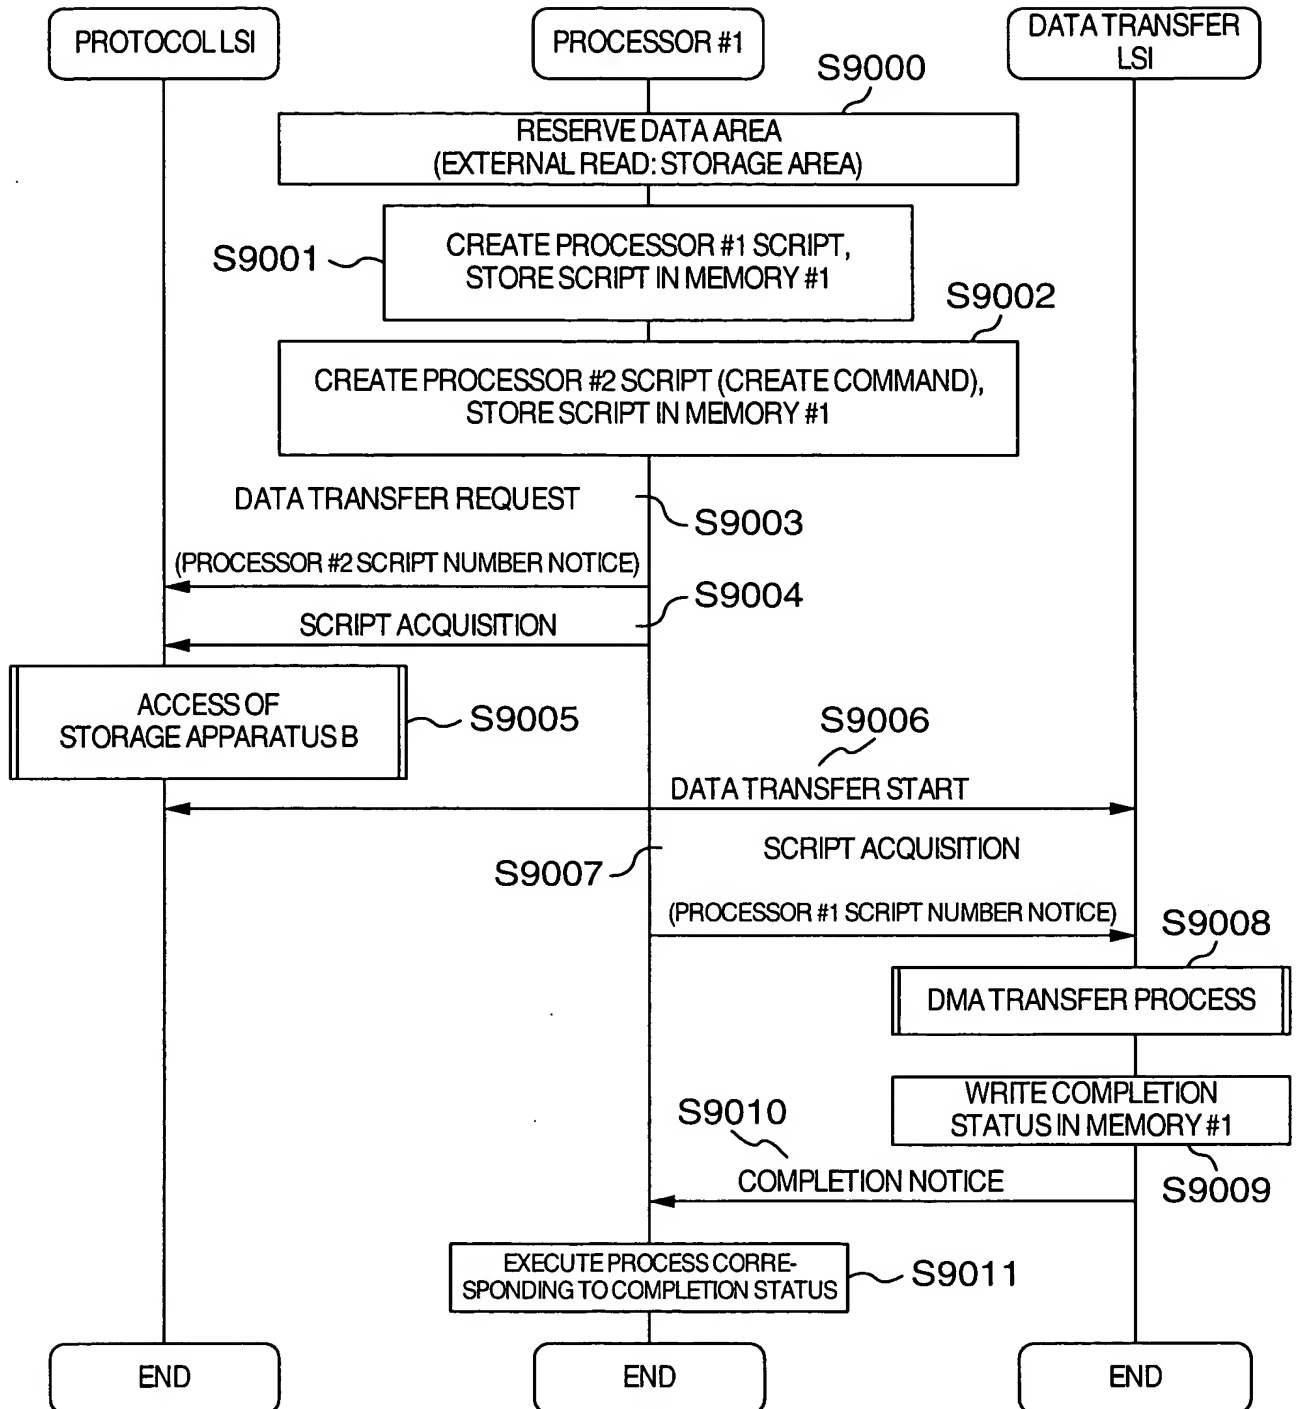 PROTOCOL LSI
PROCESSOR #1
DATA TRANSFER
LSI
S9000
RESERVE DATA AREA
(EXTERNAL READ: STORAGE AREA)
S9001
CREATE PROCESSOR #1 SCRIPT,
STORE SCRIPT IN MEMORY #1
S9002
CREATE PROCESSOR #2 SCRIPT (CREATE COMMAND),
STORE SCRIPT IN MEMORY #1
DATA TRANSFER REQUEST
S9003
(PROCESSOR #2 SCRIPT NUMBER NOTICE)
S9004
SCRIPT ACQUISITION
ACCESS OF
STORAGE APPARATUS B
S9005
S9006
DATA TRANSFER START
SCRIPT ACQUISITION
S9007
(PROCESSOR #1 SCRIPT NUMBER NOTICE)
S9008
DMA TRANSFER PROCESS
WRITE COMPLETION
STATUS IN MEMORY #1
S9009
S9010
COMPLETION NOTICE
EXECUTE PROCESS CORRE-
SPONDING TO COMPLETION STATUS
S9011
END
END
END